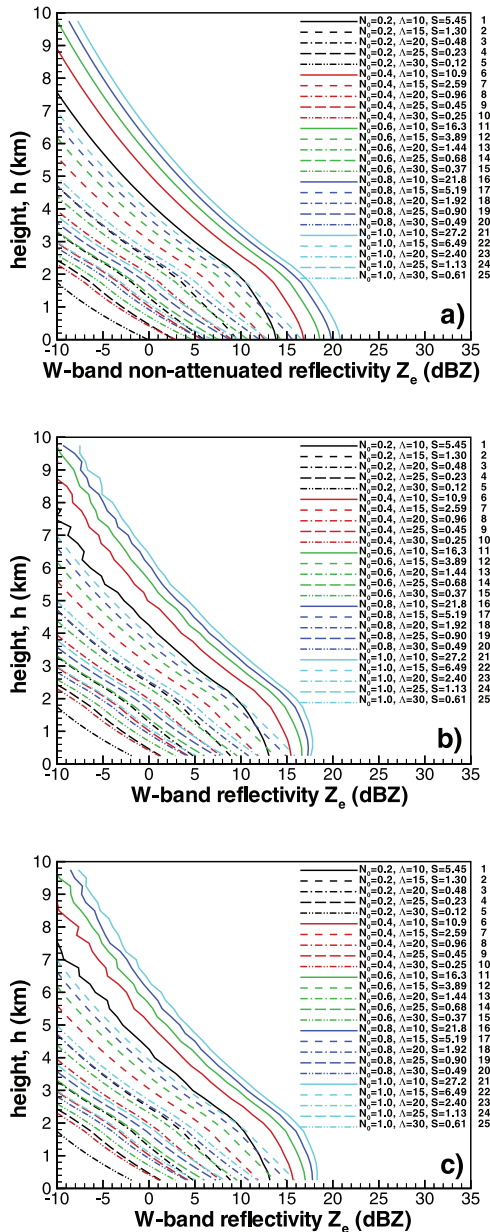 10
9
8
7
6
5
4
3
2
1
0
height, h (km)
N₀=0.2, Λ=10, S=5.45 1
N₀=0.2, Λ=15, S=1.30 2
N₀=0.2, Λ=20, S=0.48 3
N₀=0.2, Λ=25, S=0.23 4
N₀=0.2, Λ=30, S=0.12 5
N₀=0.4, Λ=10, S=10.9 6
N₀=0.4, Λ=15, S=2.59 7
N₀=0.4, Λ=20, S=0.96 8
N₀=0.4, Λ=25, S=0.45 9
N₀=0.4, Λ=30, S=0.25 10
N₀=0.6, Λ=10, S=16.3 11
N₀=0.6, Λ=15, S=3.89 12
N₀=0.6, Λ=20, S=1.44 13
N₀=0.6, Λ=25, S=0.68 14
N₀=0.6, Λ=30, S=0.37 15
N₀=0.8, Λ=10, S=21.8 16
N₀=0.8, Λ=15, S=5.19 17
N₀=0.8, Λ=20, S=1.92 18
N₀=0.8, Λ=25, S=0.90 19
N₀=0.8, Λ=30, S=0.49 20
N₀=1.0, Λ=10, S=27.2 21
N₀=1.0, Λ=15, S=6.49 22
N₀=1.0, Λ=20, S=2.40 23
N₀=1.0, Λ=25, S=1.13 24
N₀=1.0, Λ=30, S=0.61 25
a)
-10 -5 0 5 10 15 20 25 30 35
W-band non-attenuated reflectivity Zₑ (dBZ)
10
9
8
7
6
5
4
3
2
1
0
height, h (km)
N₀=0.2, Λ=10, S=5.45 1
N₀=0.2, Λ=15, S=1.30 2
N₀=0.2, Λ=20, S=0.48 3
N₀=0.2, Λ=25, S=0.23 4
N₀=0.2, Λ=30, S=0.12 5
N₀=0.4, Λ=10, S=10.9 6
N₀=0.4, Λ=15, S=2.59 7
N₀=0.4, Λ=20, S=0.96 8
N₀=0.4, Λ=25, S=0.45 9
N₀=0.4, Λ=30, S=0.25 10
N₀=0.6, Λ=10, S=16.3 11
N₀=0.6, Λ=15, S=3.89 12
N₀=0.6, Λ=20, S=1.44 13
N₀=0.6, Λ=25, S=0.68 14
N₀=0.6, Λ=30, S=0.37 15
N₀=0.8, Λ=10, S=21.8 16
N₀=0.8, Λ=15, S=5.19 17
N₀=0.8, Λ=20, S=1.92 18
N₀=0.8, Λ=25, S=0.90 19
N₀=0.8, Λ=30, S=0.49 20
N₀=1.0, Λ=10, S=27.2 21
N₀=1.0, Λ=15, S=6.49 22
N₀=1.0, Λ=20, S=2.40 23
N₀=1.0, Λ=25, S=1.13 24
N₀=1.0, Λ=30, S=0.61 25
b)
-10 -5 0 5 10 15 20 25 30 35
W-band reflectivity Zₑ (dBZ)
10
9
8
7
6
5
4
3
2
1
0
height, h (km)
N₀=0.2, Λ=10, S=5.45 1
N₀=0.2, Λ=15, S=1.30 2
N₀=0.2, Λ=20, S=0.48 3
N₀=0.2, Λ=25, S=0.23 4
N₀=0.2, Λ=30, S=0.12 5
N₀=0.4, Λ=10, S=10.9 6
N₀=0.4, Λ=15, S=2.59 7
N₀=0.4, Λ=20, S=0.96 8
N₀=0.4, Λ=25, S=0.45 9
N₀=0.4, Λ=30, S=0.25 10
N₀=0.6, Λ=10, S=16.3 11
N₀=0.6, Λ=15, S=3.89 12
N₀=0.6, Λ=20, S=1.44 13
N₀=0.6, Λ=25, S=0.68 14
N₀=0.6, Λ=30, S=0.37 15
N₀=0.8, Λ=10, S=21.8 16
N₀=0.8, Λ=15, S=5.19 17
N₀=0.8, Λ=20, S=1.92 18
N₀=0.8, Λ=25, S=0.90 19
N₀=0.8, Λ=30, S=0.49 20
N₀=1.0, Λ=10, S=27.2 21
N₀=1.0, Λ=15, S=6.49 22
N₀=1.0, Λ=20, S=2.40 23
N₀=1.0, Λ=25, S=1.13 24
N₀=1.0, Λ=30, S=0.61 25
c)
-10 -5 0 5 10 15 20 25 30 35
W-band reflectivity Zₑ (dBZ)